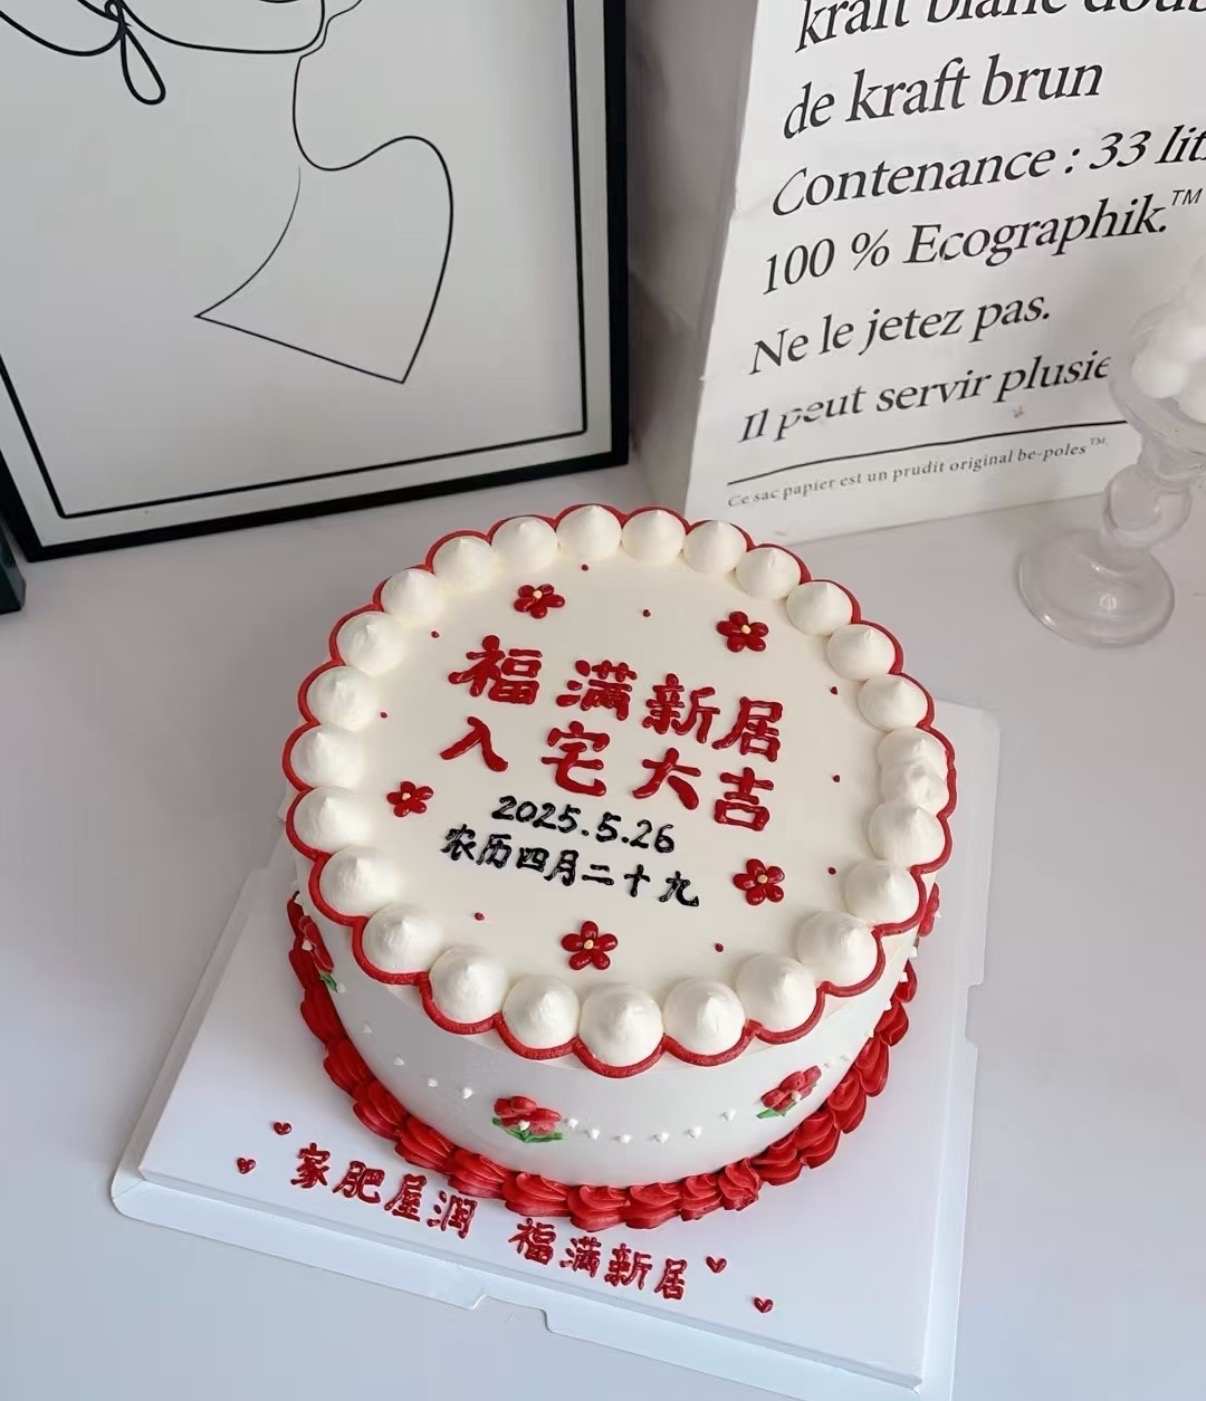 de kraft brun
Contenance : 33
100 % Ecographik.™
Ne le jetez pas.
Il peut servir
Ce sac papier est un prudit original be-poles™
福满新居
入宅大吉
2025.5.26
农历四月二十九
家肥屋润 福满新居